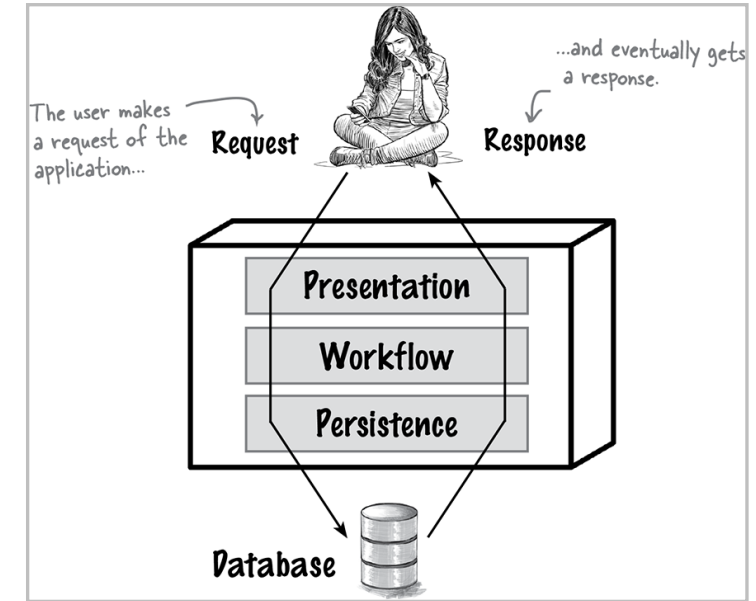 The user makes
a request of the
application...
Request
...and eventually gets
a response.
Response
Presentation
Workflow
Persistence
Database